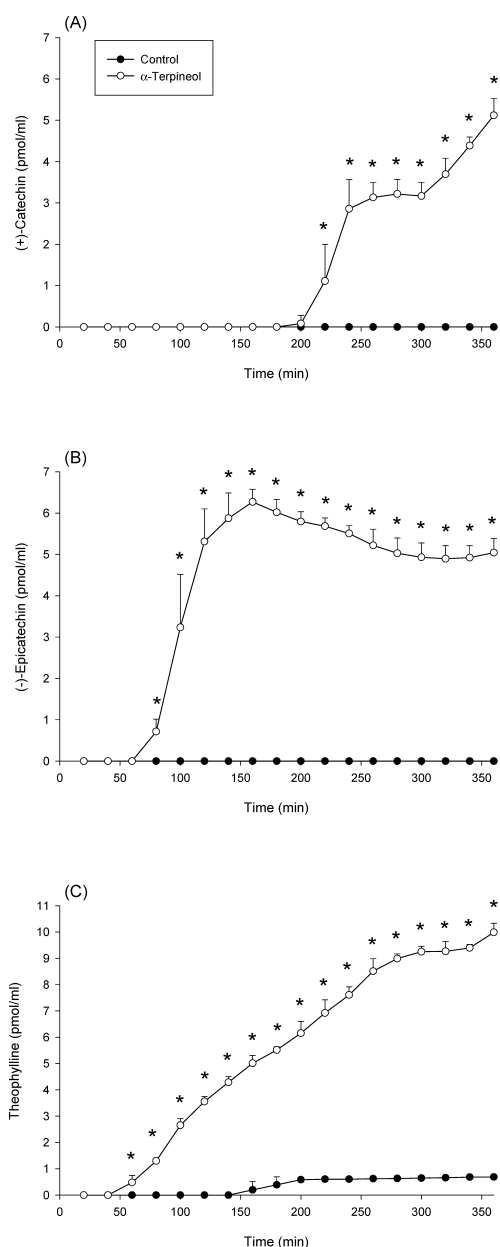 (A)
7
6
5
4
3
2
1
0
(+)-Catechin (pmol/ml)
Control
α-Terpineol
* * * * * * * *
0 50 100 150 200 250 300 350
Time (min)
(B)
7
6
5
4
3
2
1
0
(-)-Epicatechin (pmol/ml)
* * * * * * * * * * * * * * *
0 50 100 150 200 250 300 350
Time (min)
(C)
11
10
9
8
7
6
5
4
3
2
1
0
Theophylline (pmol/ml)
* * * * * * * * * * * * * * * *
0 50 100 150 200 250 300 350
Time (min)